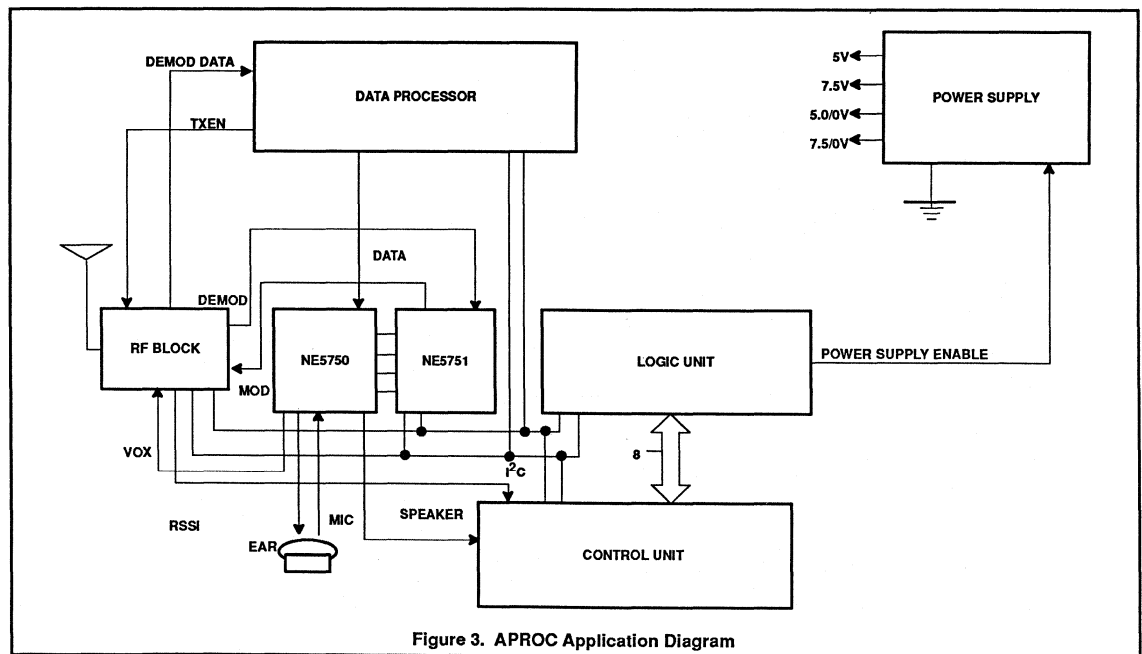 DEMOD DATA
DATA PROCESSOR
TXEN
5V
7.5V
5.0/0V
7.5/0V
POWER SUPPLY
DATA
DEMOD
RF BLOCK
NE5750
NE5751
LOGIC UNIT
POWER SUPPLY ENABLE
MOD
VOX
8
I²C
RSSI
MIC
SPEAKER
EAR
CONTROL UNIT
Figure 3. APROC Application Diagram